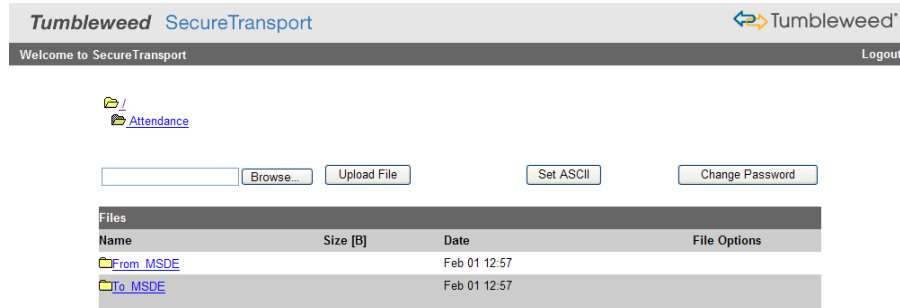 Tumbleweed SecureTransport Tumbleweed
Welcome to SecureTransport Logout
/
Attendance
Browse... Upload File Set ASCII Change Password
Files
Name Size [B] Date File Options
From_MSDE Feb 01 12:57
To_MSDE Feb 01 12:57